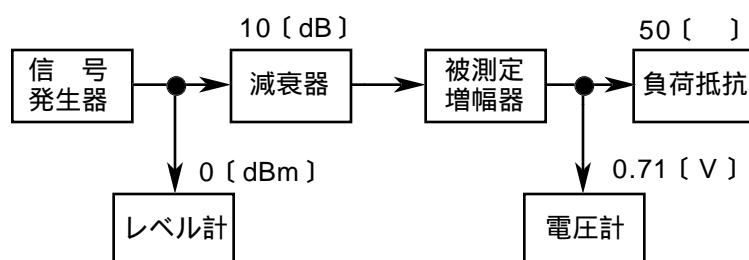 10〔dB〕
50〔 〕
信 号
発生器
減衰器
被測定
増幅器
負荷抵抗
0〔dBm〕
0.71〔V〕
レベル計
電圧計